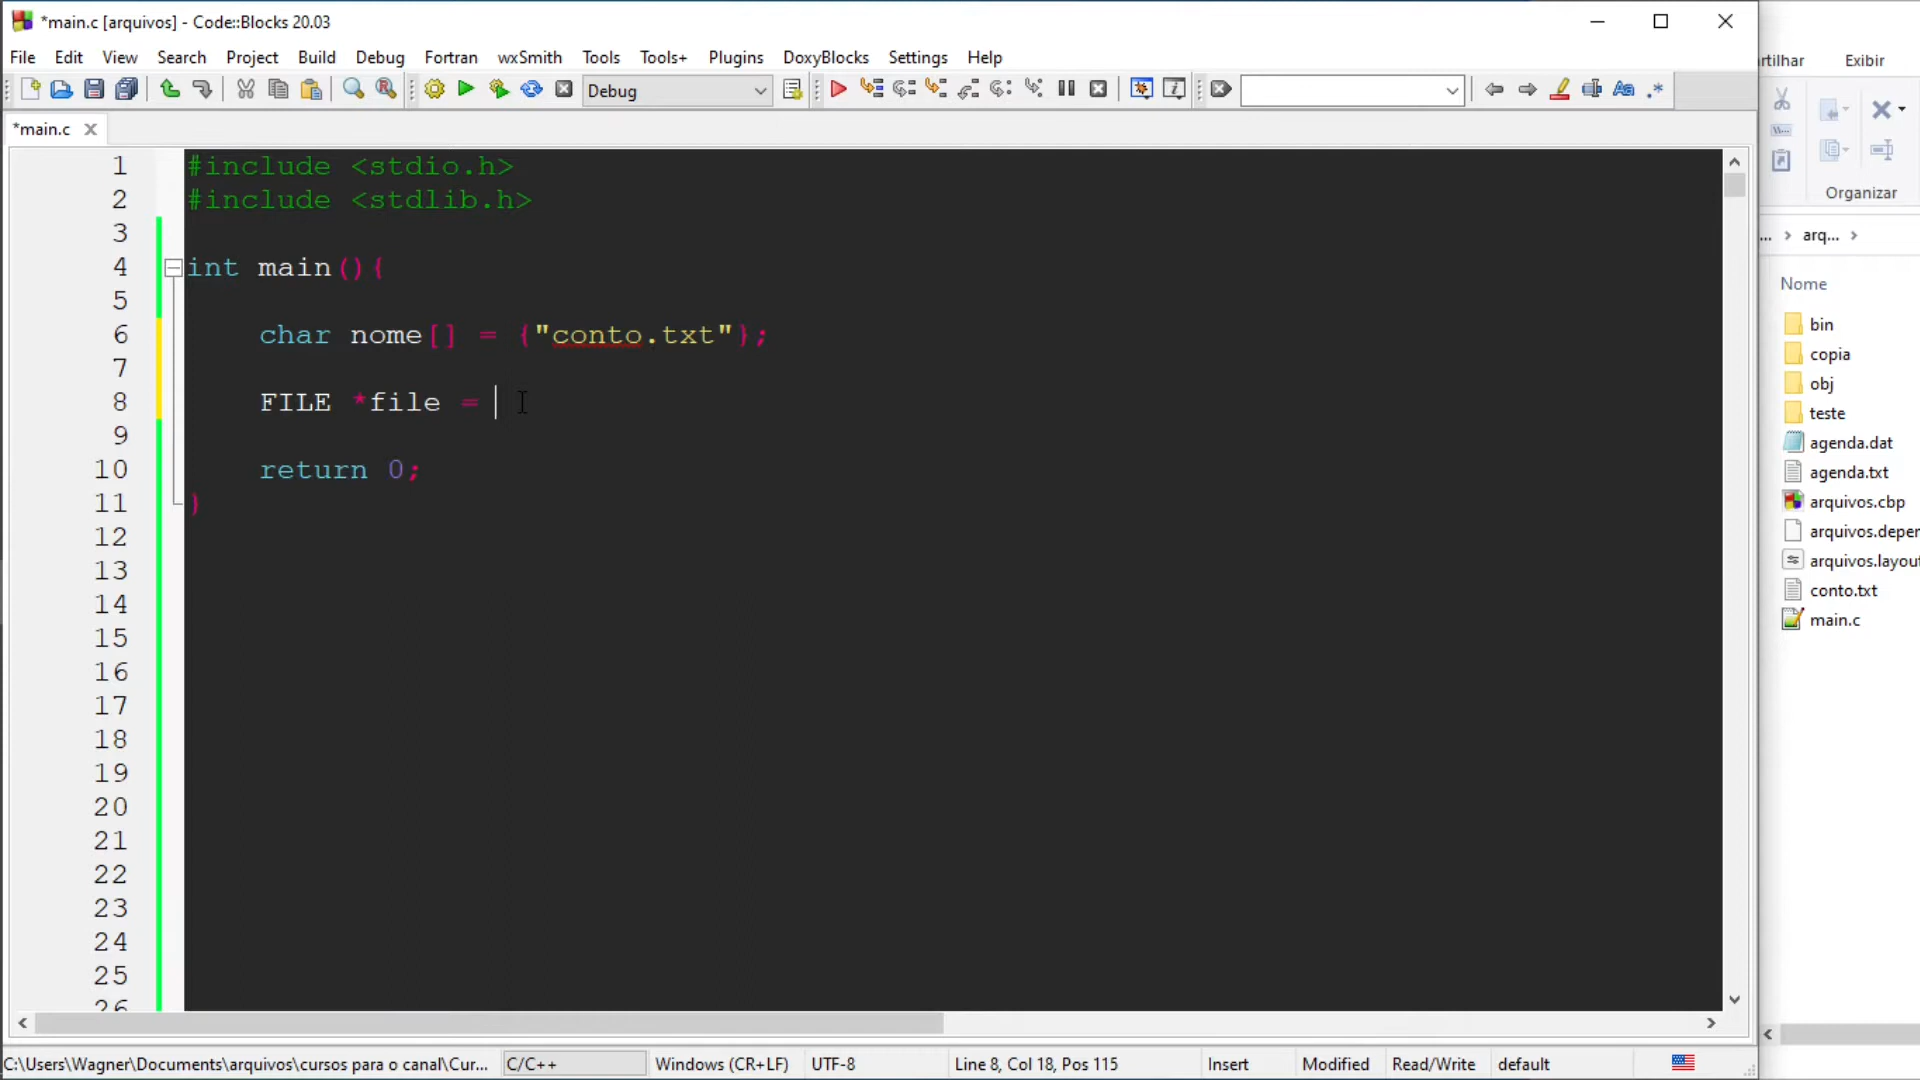 *main.c [arquivos] - Code::Blocks 20.03
File Edit View Search Project Build Debug Fortran wxSmith Tools Tools+ Plugins DoxyBlocks Settings Help
Debug
*main.c
1 #include <stdio.h>
2 #include <stdlib.h>
3
4 int main(){
5
6 char nome[] = {"conto.txt"};
7
8 FILE *file =
9
10 return 0;
11 }
12
13
14
15
16
17
18
19
20
21
22
23
24
25
26
C:\Users\Wagner\Documents\arquivos\cursos para o canal\Cur... C/C++ Windows (CR+LF) UTF-8 Line 8, Col 18, Pos 115 Insert Modified Read/Write default
rtilhar Exibir
Organizar
... > arq... >
Nome
bin
copia
obj
teste
agenda.dat
agenda.txt
arquivos.cbp
arquivos.deper
arquivos.layout
conto.txt
main.c